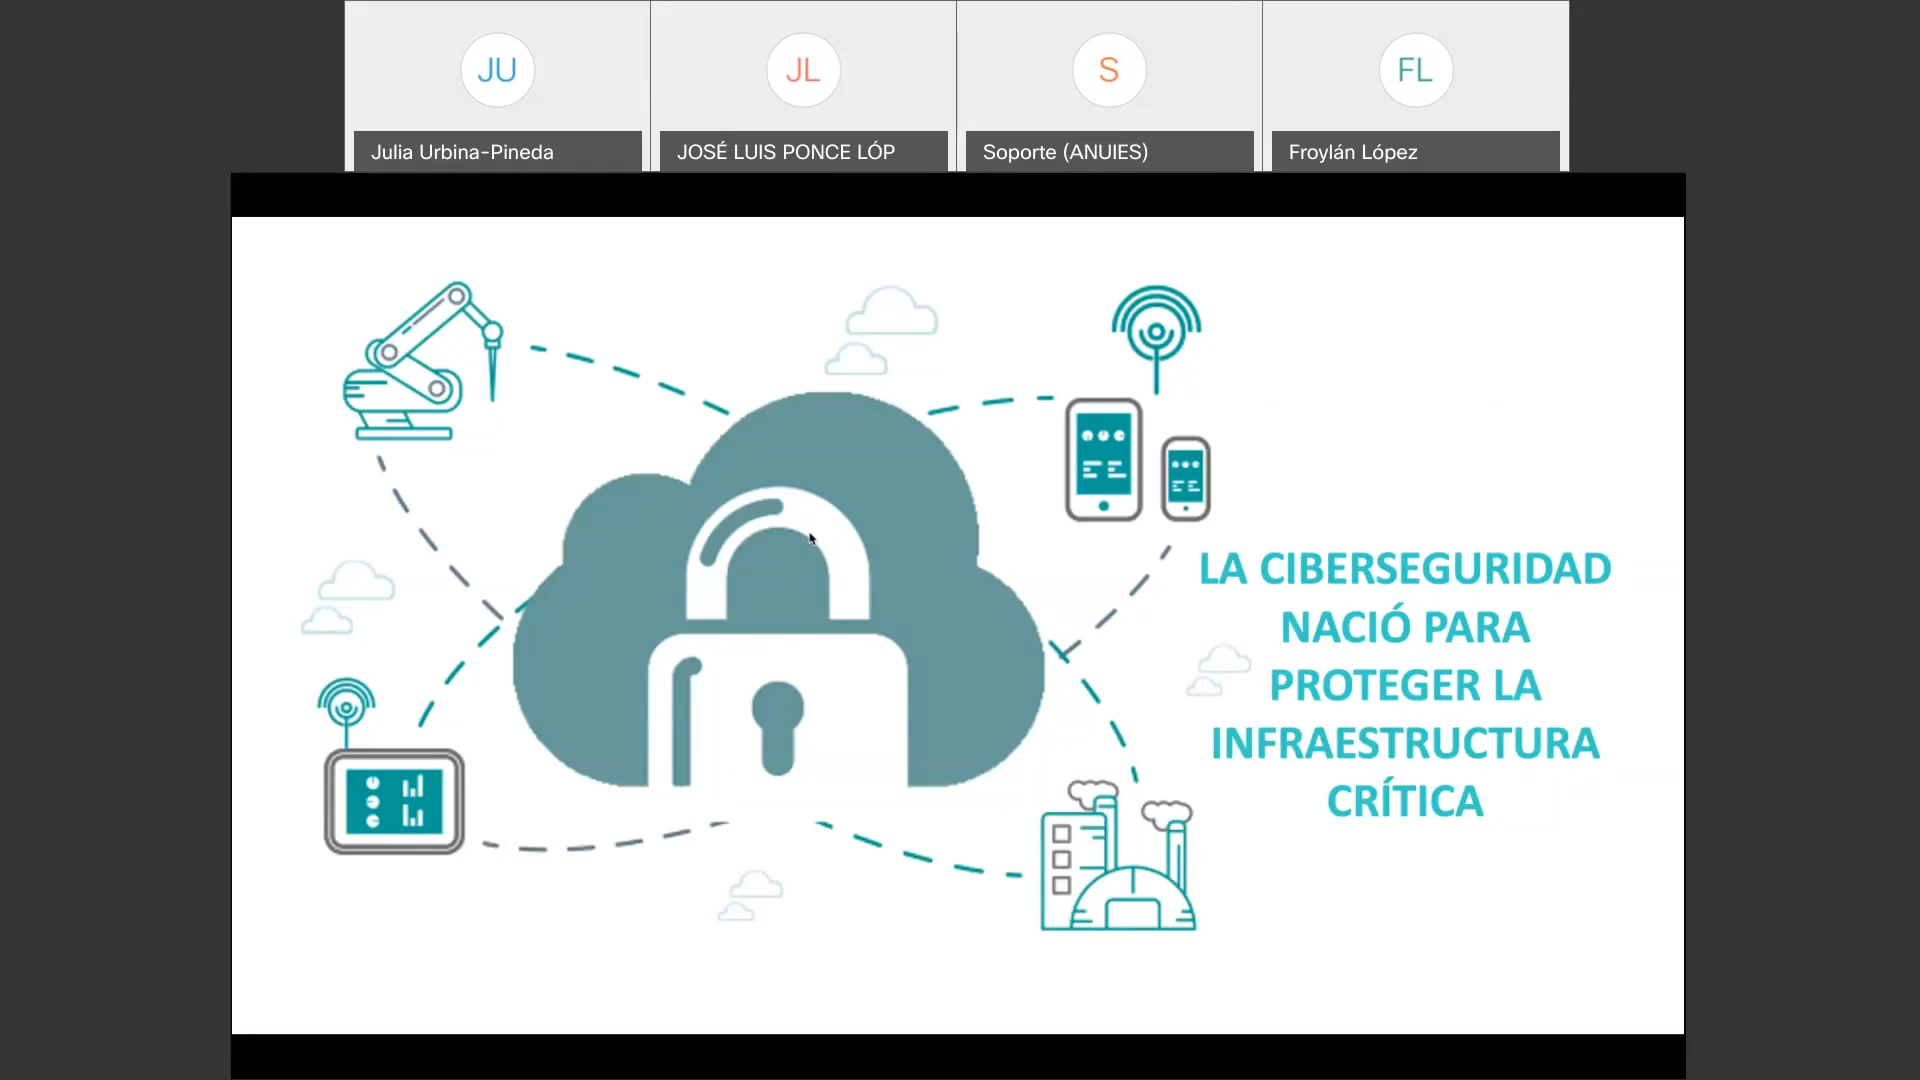 JU
JL
S
FL
Julia Urbina-Pineda
JOSÉ LUIS PONCE LÓP
Soporte (ANUIES)
Froylán López
LA CIBERSEGURIDAD
NACIÓ PARA
PROTEGER LA
INFRAESTRUCTURA
CRÍTICA